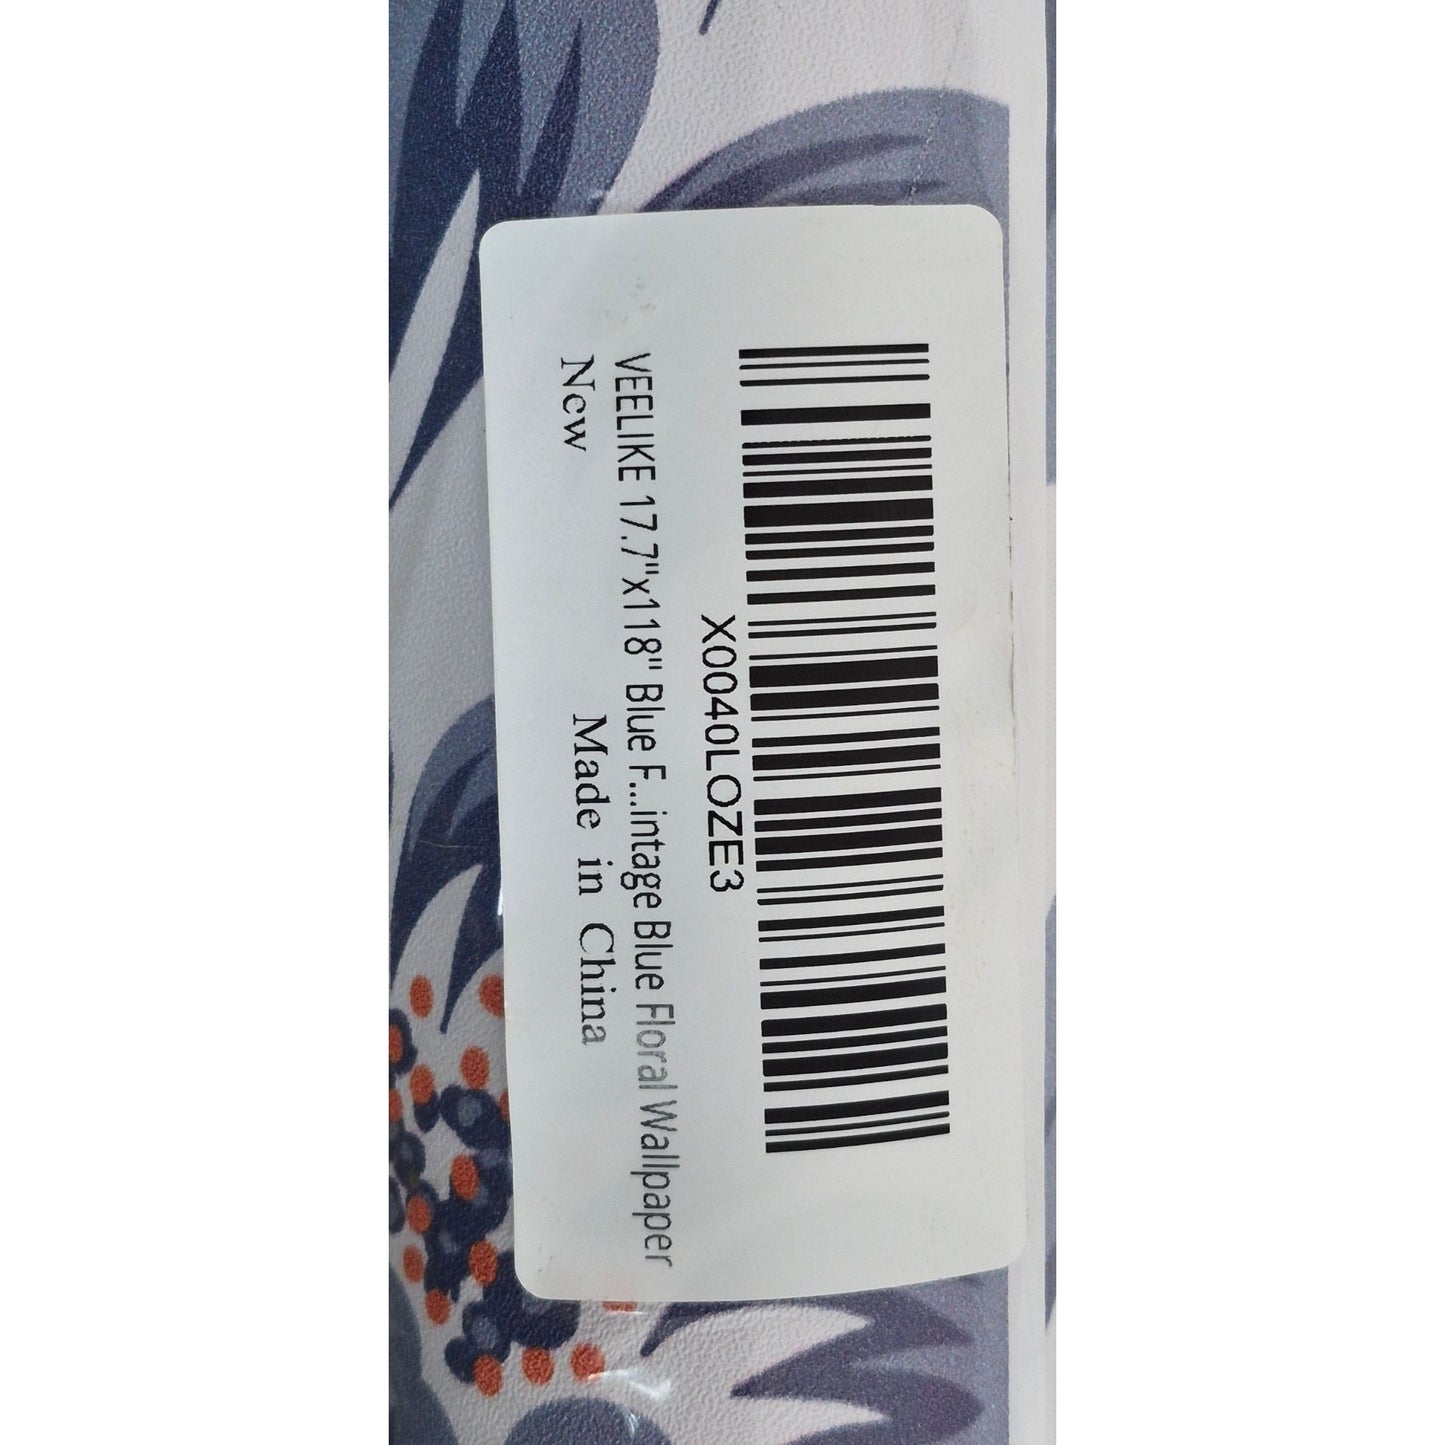 X0040LOZE3
VEELIKE 17.7"x118" Blue F...intage Blue Floral Wallpaper
New Made in China